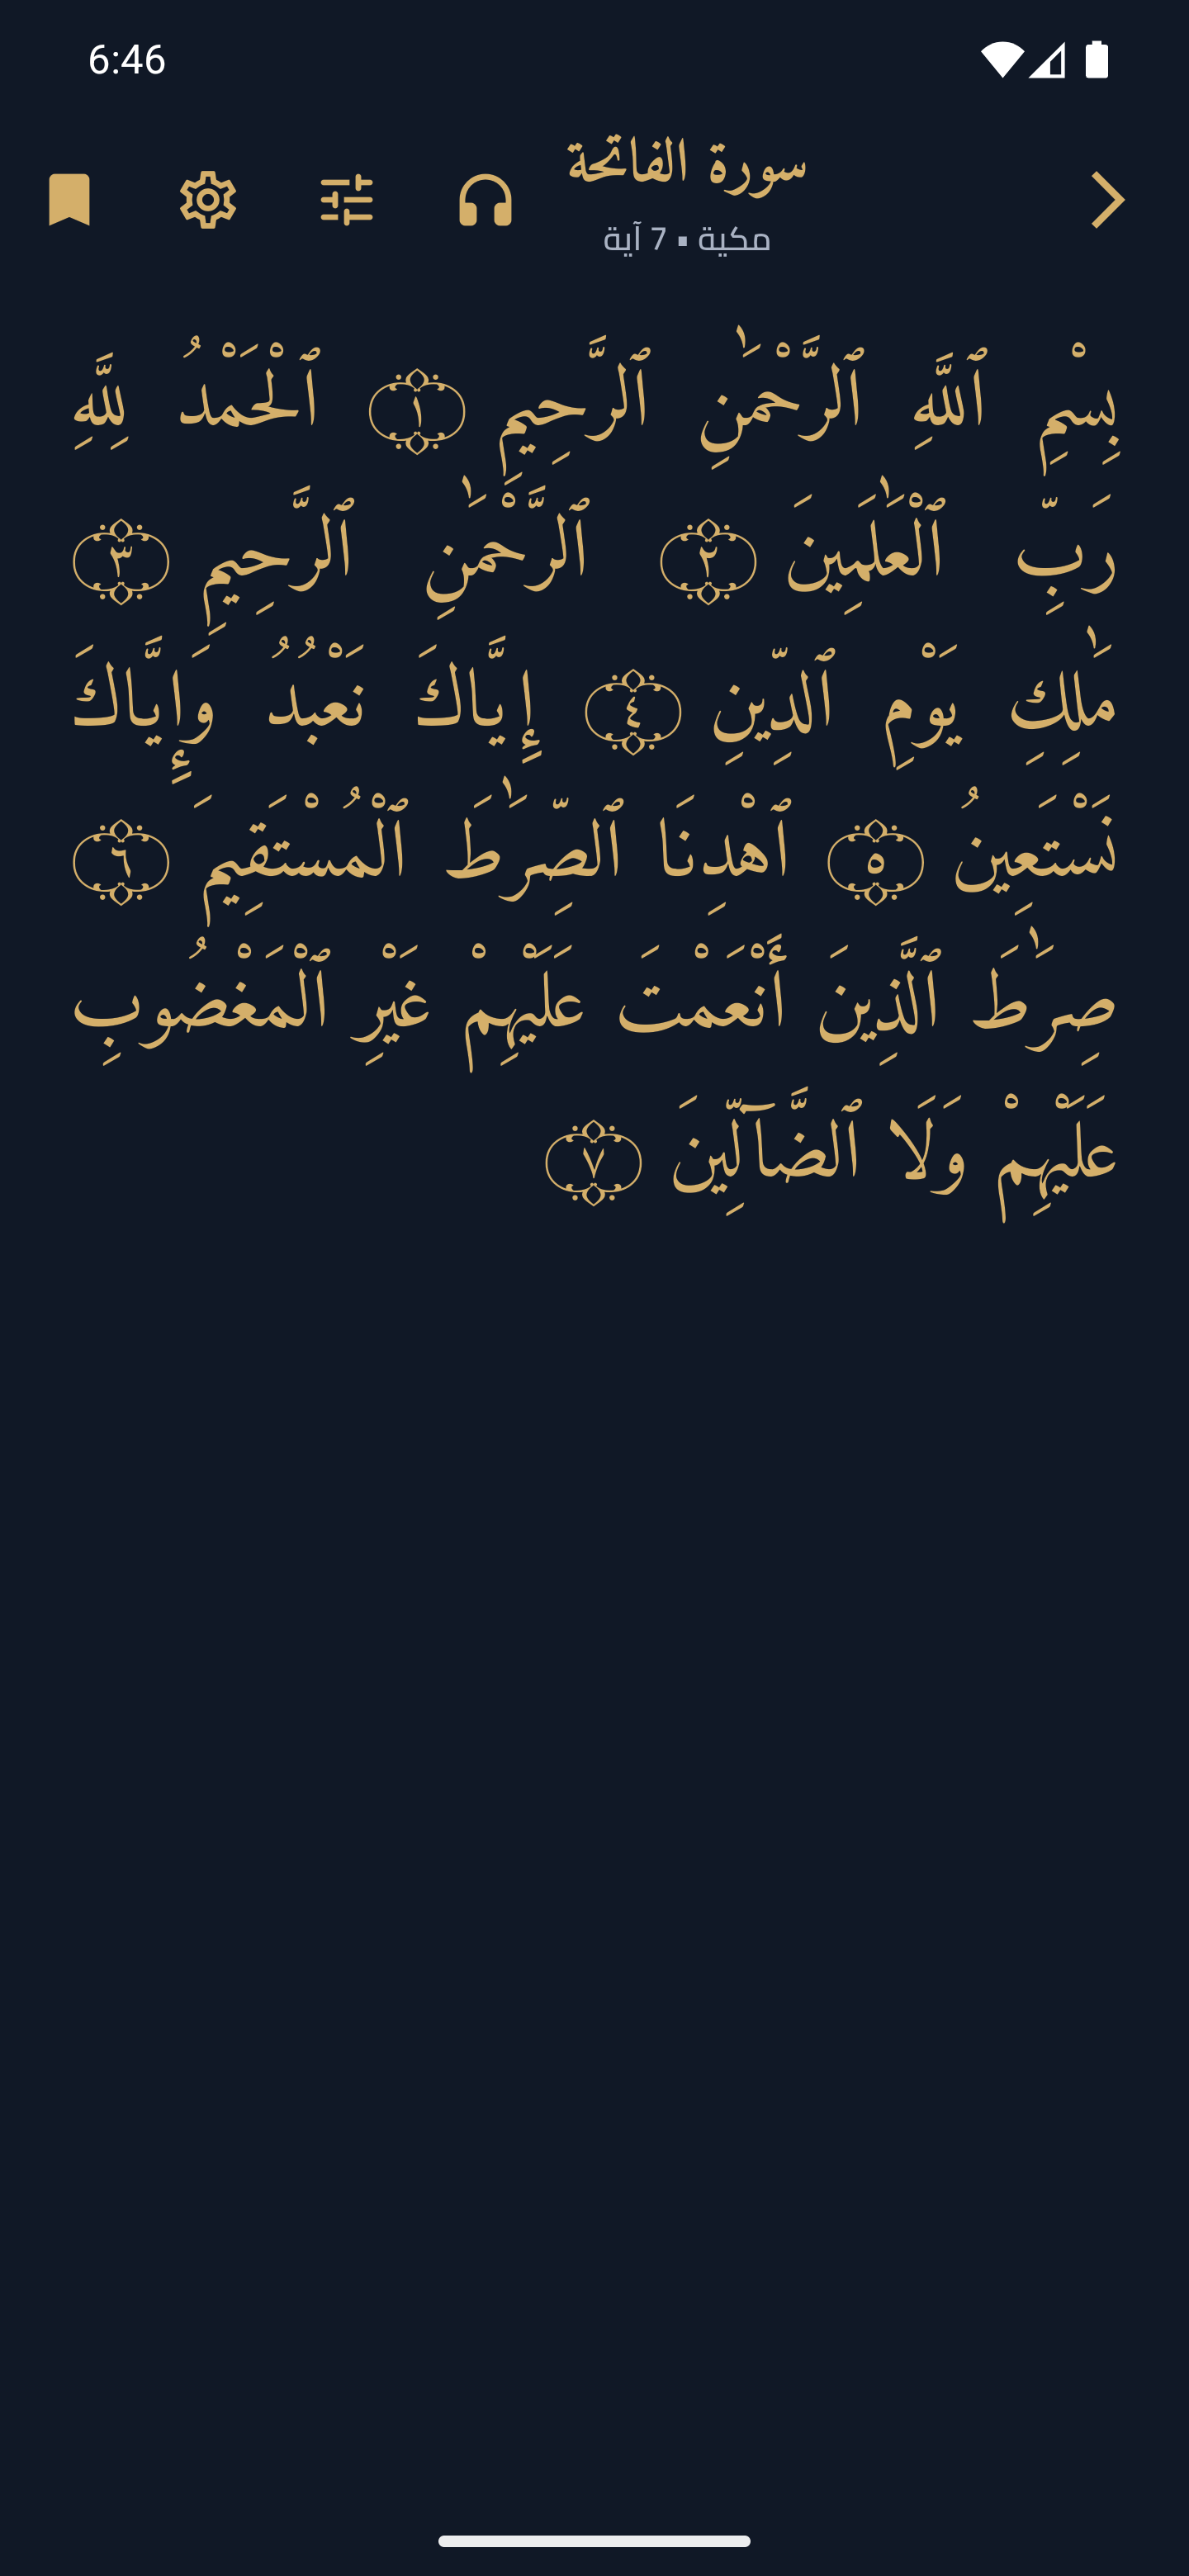 6:46
سورة الفاتحة
مكية ▪ 7 آية
بِسْمِ ٱللَّهِ ٱلرَّحْمَٰنِ ٱلرَّحِيمِ ١ ٱلْحَمْدُ لِلَّهِ
رَبِّ ٱلْعَٰلَمِينَ ٢ ٱلرَّحْمَٰنِ ٱلرَّحِيمِ ٣
مَٰلِكِ يَوْمِ ٱلدِّينِ ٤ إِيَّاكَ نَعْبُدُ وَإِيَّاكَ
نَسْتَعِينُ ٥ ٱهْدِنَا ٱلصِّرَٰطَ ٱلْمُسْتَقِيمَ ٦
صِرَٰطَ ٱلَّذِينَ أَنْعَمْتَ عَلَيْهِمْ غَيْرِ ٱلْمَغْضُوبِ
عَلَيْهِمْ وَلَا ٱلضَّآلِّينَ ٧